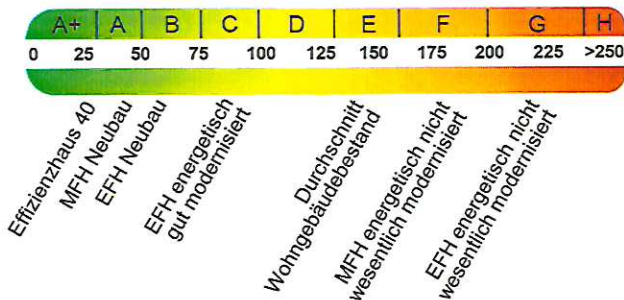 A+ A B C D E F G H
0 25 50 75 100 125 150 175 200 225 >250
Effizienzhaus 40
MFH Neubau
EFH Neubau
EFH energetisch
gut modernisiert
Durchschnitt
Wohngebäudebestand
MFH energetisch nicht
wesentlich modernisiert
EFH energetisch nicht
wesentlich modernisiert